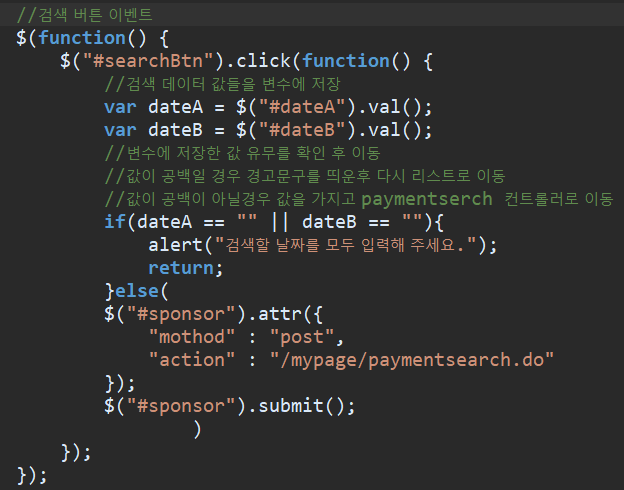 //검색 버튼 이벤트
$(function() {
$("#searchBtn").click(function() {
//검색 데이터 값들을 변수에 저장
var dateA = $("#dateA").val();
var dateB = $("#dateB").val();
//변수에 저장한 값 유무를 확인 후 이동
//값이 공백일 경우 경고문구를 띄운후 다시 리스트로 이동
//값이 공백이 아닐경우 값을 가지고 paymentserch 컨트롤러로 이동
if(dateA == "" || dateB == ""){
alert("검색할 날짜를 모두 입력해 주세요.");
return;
}else(
$("#sponsor").attr({
"mothod" : "post",
"action" : "/mypage/paymentsearch.do"
});
$("#sponsor").submit();
)
});
});